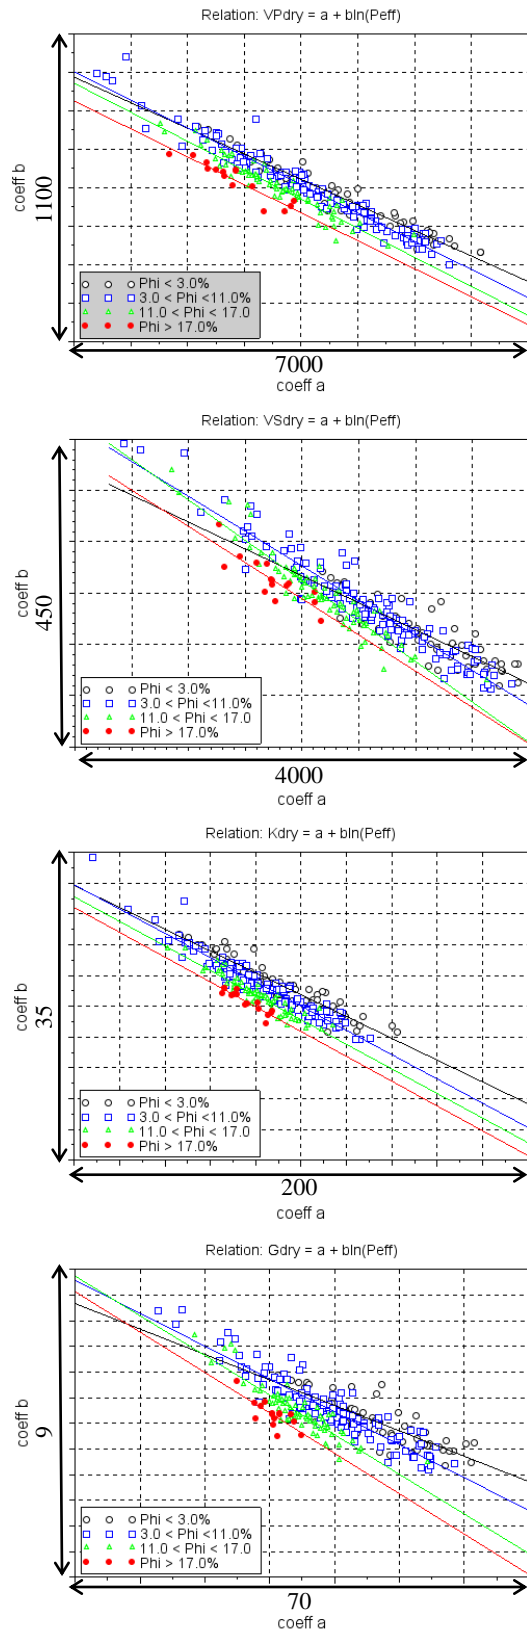 Relation: VPdry = a + bln(Peff)
coeff b
1100
Phi < 3.0%
3.0 < Phi <11.0%
11.0 < Phi < 17.0
Phi > 17.0%
7000
coeff a
Relation: VSdry = a + bln(Peff)
coeff b
450
Phi < 3.0%
3.0 < Phi <11.0%
11.0 < Phi < 17.0
Phi > 17.0%
4000
coeff a
Relation: Kdry = a + bln(Peff)
coeff b
35
Phi < 3.0%
3.0 < Phi <11.0%
11.0 < Phi < 17.0
Phi > 17.0%
200
coeff a
Relation: Gdry = a + bln(Peff)
coeff b
9
Phi < 3.0%
3.0 < Phi <11.0%
11.0 < Phi < 17.0
Phi > 17.0%
70
coeff a